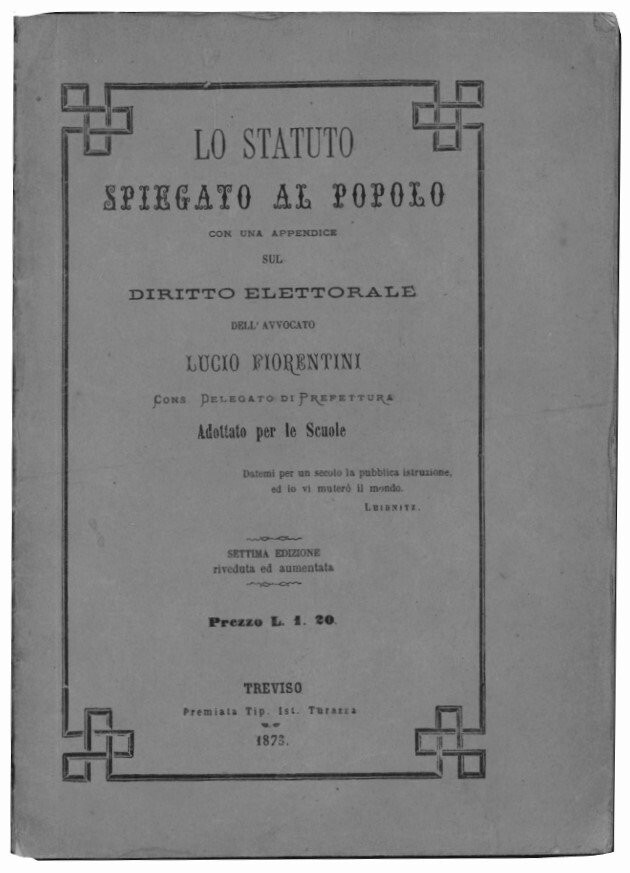 LO STATUTO
SPIEGATO AL POPOLO
CON UNA APPENDICE
SUL
DIRITTO ELETTORALE
DELL' AVVOCATO
LUCIO FIORENTINI
CONS DELEGATO DI PREFETTURA
Adottato per le Scuole
Datemi per un secolo la pubblica istruzione,
ed io vi muterò il mondo.
LEIBNITZ.
SETTIMA EDIZIONE
riveduta ed aumentata
Prezzo L. 1. 20.
TREVISO
Premiata Tip. Ist. Turazza
1873.